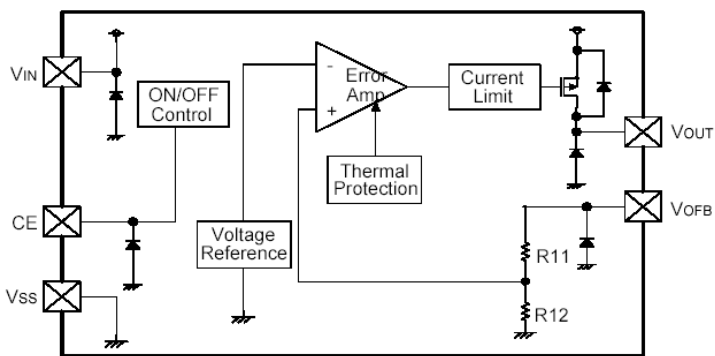 VIN
ON/OFF
Control
-
Error
Amp
+
Current
Limit
VOUT
Thermal
Protection
CE
VOFB
Voltage
Reference
R11
VSS
R12